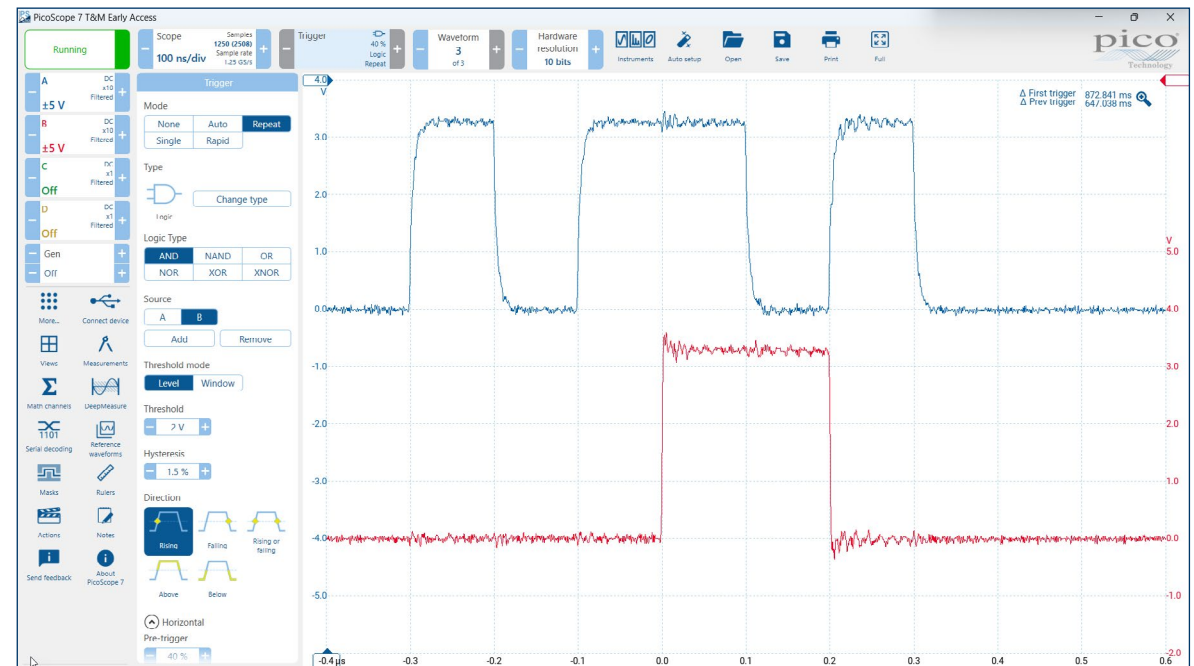 PicoScope 7 T&M Early Access
Running
Scope
100 ns/div
Samples
1250 (2508)
Sample rate
1.25 GS/s
Trigger
40 %
Logic
Repeat
Waveform
3
of 3
Hardware
resolution
10 bits
Instruments
Auto setup
Open
Save
Print
Full
pico
Technology
A
DC
x10
Filtered
±5 V
B
DC
x10
Filtered
±5 V
C
DC
x1
Filtered
Off
D
DC
x1
Filtered
Off
Gen
Off
More...
Connect device
Views
Measurements
Math channels
DeepMeasure
1101
Serial decoding
Reference
waveforms
Masks
Rulers
Actions
Notes
Send feedback
About
PicoScope 7
Trigger
Mode
None Auto Repeat
Single Rapid
Type
Logic
Change type
Logic Type
AND NAND OR
NOR XOR XNOR
Source
A B
Add Remove
Threshold mode
Level Window
Threshold
2 V
Hysteresis
1.5 %
Direction
Rising Falling Rising or
falling
Above Below
Horizontal
Pre-trigger
40 %
Δ First trigger 872.841 ms
Δ Prev trigger 647.038 ms
4.0
V
3.0
2.0
1.0
0.0
-1.0
-2.0
-3.0
-4.0
-5.0
V
5.0
4.0
3.0
2.0
1.0
0.0
-1.0
-2.0
-0.4 µs -0.3 -0.2 -0.1 0.0 0.1 0.2 0.3 0.4 0.5 0.6